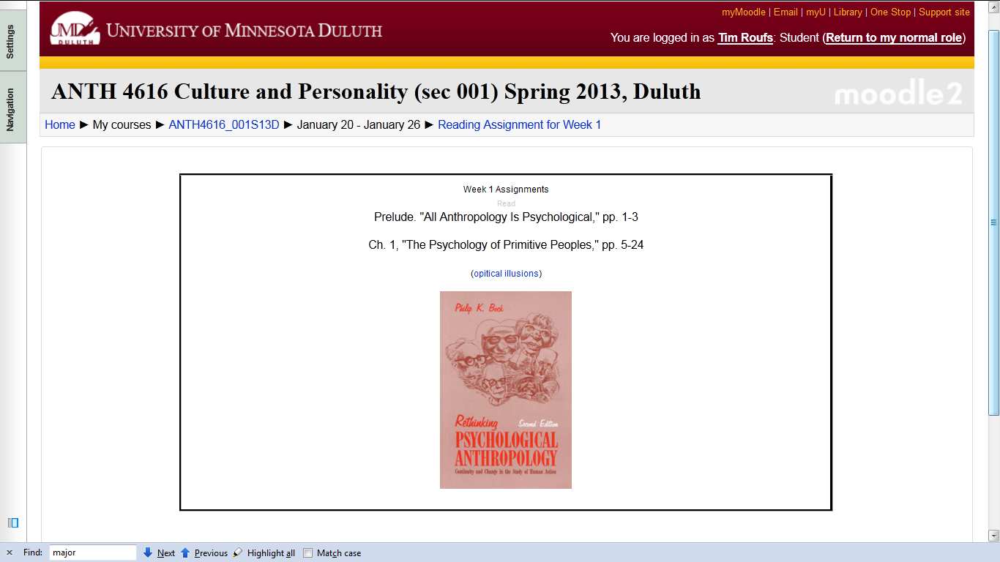 Settings
Navigation
UMD
DULUTH
UNIVERSITY OF MINNESOTA DULUTH
myMoodle | Email | myU | Library | One Stop | Support site
You are logged in as Tim Roufs: Student (Return to my normal role)
ANTH 4616 Culture and Personality (sec 001) Spring 2013, Duluth
moodle2
Home ► My courses ► ANTH4616_001S13D ► January 20 - January 26 ► Reading Assignment for Week 1
Week 1 Assignments
Read
Prelude. "All Anthropology Is Psychological," pp. 1-3
Ch. 1, "The Psychology of Primitive Peoples," pp. 5-24
(opitical illusions)
Philip K. Bock
Rethinking Second Edition
PSYCHOLOGICAL
ANTHROPOLOGY
Continuity and Change in the Study of Human Action
× Find: major Next Previous Highlight all Match case